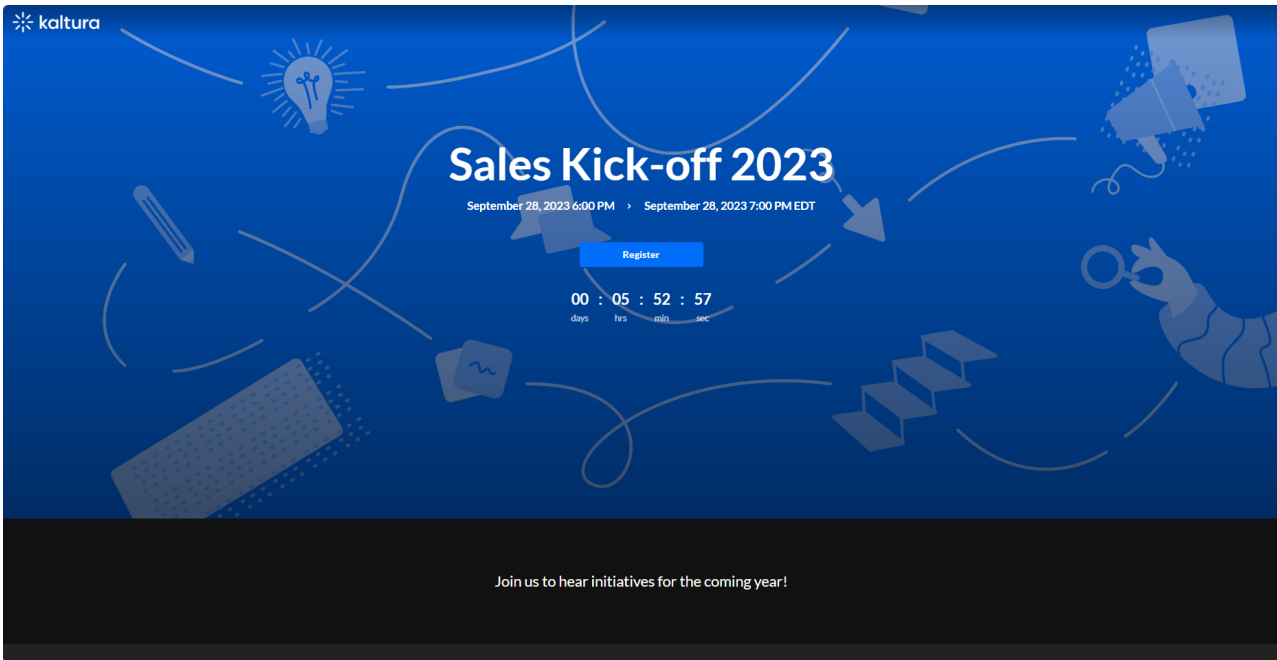 kaltura
Sales Kick-off 2023
September 28, 2023 6:00 PM › September 28, 2023 7:00 PM EDT
Register
00 : 05 : 52 : 57
days hrs min sec
Join us to hear initiatives for the coming year!